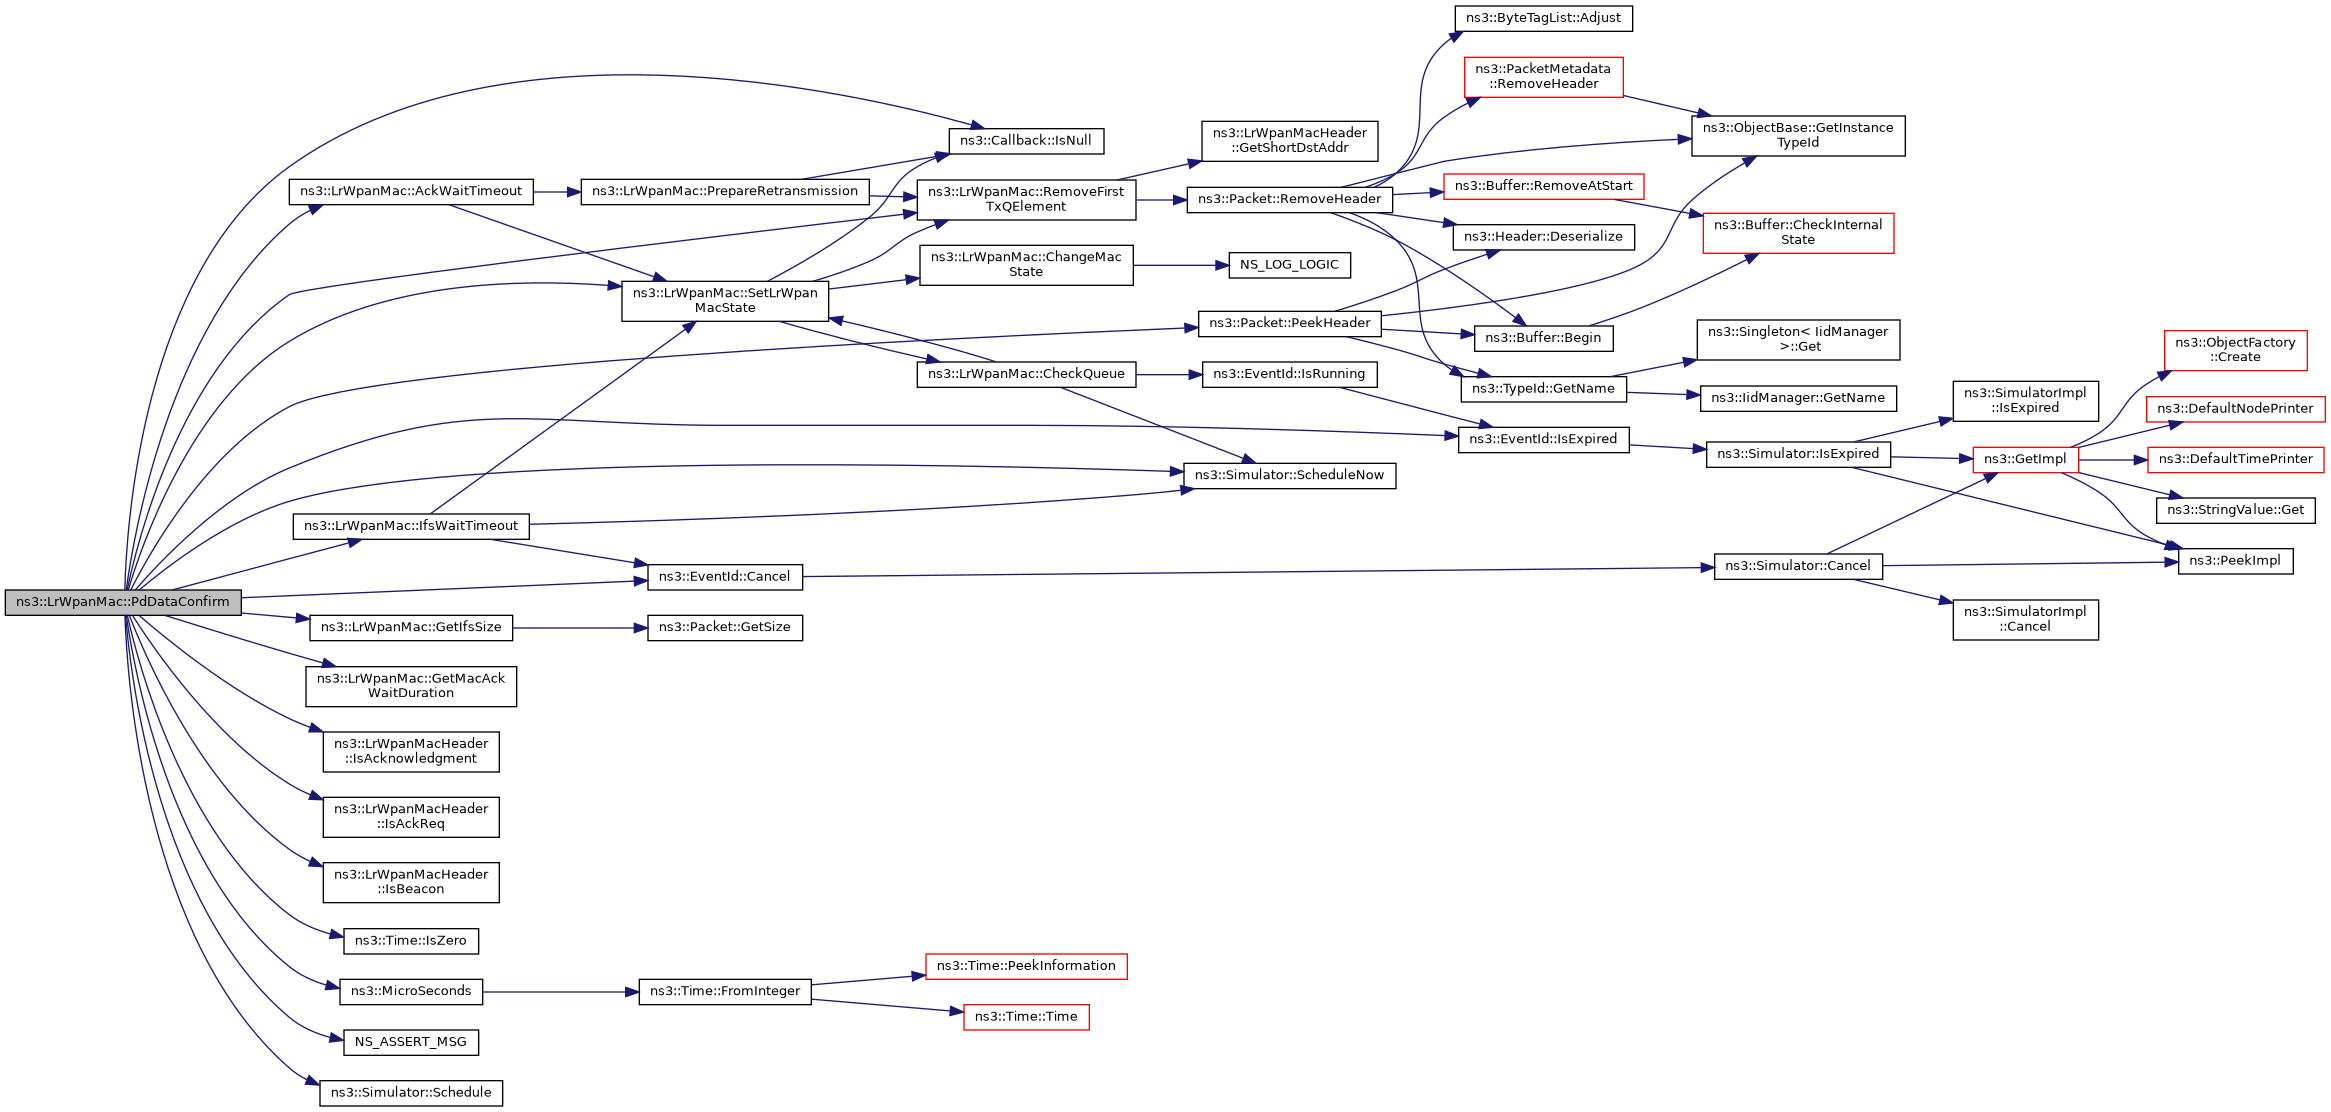 ns3::LrWpanMac::PdDataConfirm
ns3::LrWpanMac::AckWaitTimeout
ns3::LrWpanMac::IfsWaitTimeout
ns3::LrWpanMac::GetIfsSize
ns3::LrWpanMac::GetMacAck
WaitDuration
ns3::LrWpanMacHeader
::IsAcknowledgment
ns3::LrWpanMacHeader
::IsAckReq
ns3::LrWpanMacHeader
::IsBeacon
ns3::Time::IsZero
ns3::MicroSeconds
NS_ASSERT_MSG
ns3::Simulator::Schedule
ns3::LrWpanMac::PrepareRetransmission
ns3::LrWpanMac::SetLrWpan
MacState
ns3::EventId::Cancel
ns3::Packet::GetSize
ns3::Time::FromInteger
ns3::Callback::IsNull
ns3::LrWpanMac::RemoveFirst
TxQElement
ns3::LrWpanMac::ChangeMac
State
ns3::LrWpanMac::CheckQueue
ns3::Time::PeekInformation
ns3::Time::Time
ns3::LrWpanMacHeader
::GetShortDstAddr
ns3::Packet::RemoveHeader
NS_LOG_LOGIC
ns3::Packet::PeekHeader
ns3::EventId::IsRunning
ns3::Simulator::ScheduleNow
ns3::ByteTagList::Adjust
ns3::PacketMetadata
::RemoveHeader
ns3::Buffer::RemoveAtStart
ns3::Header::Deserialize
ns3::Buffer::Begin
ns3::TypeId::GetName
ns3::EventId::IsExpired
ns3::ObjectBase::GetInstance
TypeId
ns3::Buffer::CheckInternal
State
ns3::Singleton< IidManager
>::Get
ns3::IidManager::GetName
ns3::Simulator::IsExpired
ns3::Simulator::Cancel
ns3::SimulatorImpl
::IsExpired
ns3::GetImpl
ns3::SimulatorImpl
::Cancel
ns3::ObjectFactory
::Create
ns3::DefaultNodePrinter
ns3::DefaultTimePrinter
ns3::StringValue::Get
ns3::PeekImpl